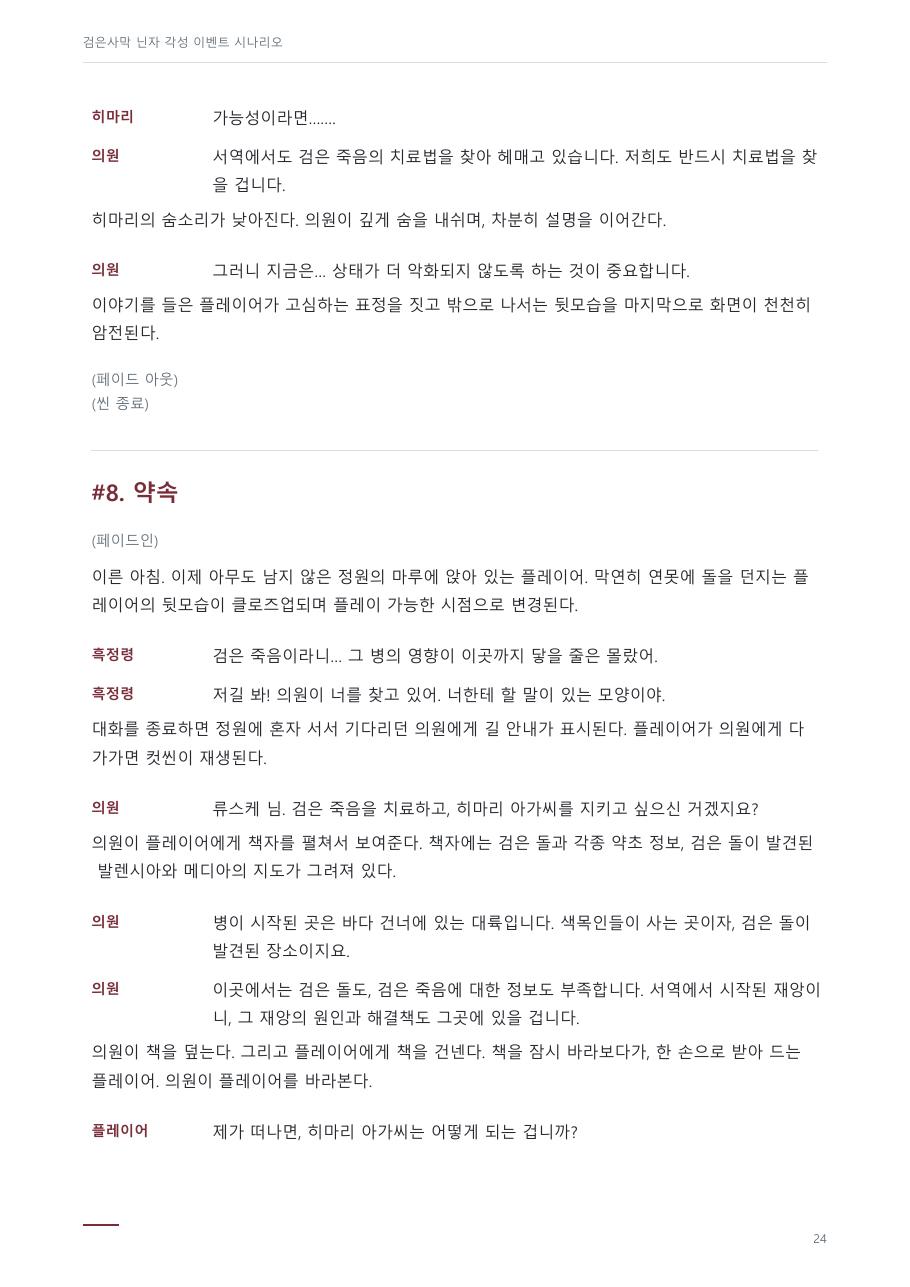 검은사막 닌자 각성 이벤트 시나리오
히마리 가능성이라면.......
의원 서역에서도 검은 죽음의 치료법을 찾아 헤매고 있습니다. 저희도 반드시 치료법을 찾
을 겁니다.
히마리의 숨소리가 낮아진다. 의원이 깊게 숨을 내쉬며, 차분히 설명을 이어간다.
의원 그러니 지금은... 상태가 더 악화되지 않도록 하는 것이 중요합니다.
이야기를 들은 플레이어가 고심하는 표정을 짓고 밖으로 나서는 뒷모습을 마지막으로 화면이 천천히
암전된다.
(페이드 아웃)
(씬 종료)
#8. 약속
(페이드인)
이른 아침. 이제 아무도 남지 않은 정원의 마루에 앉아 있는 플레이어. 막연히 연못에 돌을 던지는 플
레이어의 뒷모습이 클로즈업되며 플레이 가능한 시점으로 변경된다.
흑정령 검은 죽음이라니... 그 병의 영향이 이곳까지 닿을 줄은 몰랐어.
흑정령 저길 봐! 의원이 너를 찾고 있어. 너한테 할 말이 있는 모양이야.
대화를 종료하면 정원에 혼자 서서 기다리던 의원에게 길 안내가 표시된다. 플레이어가 의원에게 다
가가면 컷씬이 재생된다.
의원 류스케 님. 검은 죽음을 치료하고, 히마리 아가씨를 지키고 싶으신 거겠지요?
의원이 플레이어에게 책자를 펼쳐서 보여준다. 책자에는 검은 돌과 각종 약초 정보, 검은 돌이 발견된
발렌시아와 메디아의 지도가 그려져 있다.
의원 병이 시작된 곳은 바다 건너에 있는 대륙입니다. 색목인들이 사는 곳이자, 검은 돌이
발견된 장소이지요.
의원 이곳에서는 검은 돌도, 검은 죽음에 대한 정보도 부족합니다. 서역에서 시작된 재앙이
니, 그 재앙의 원인과 해결책도 그곳에 있을 겁니다.
의원이 책을 덮는다. 그리고 플레이어에게 책을 건넨다. 책을 잠시 바라보다가, 한 손으로 받아 드는
플레이어. 의원이 플레이어를 바라본다.
플레이어 제가 떠나면, 히마리 아가씨는 어떻게 되는 겁니까?
24